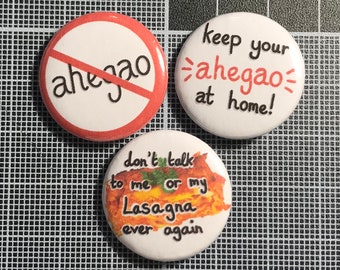 ahegao
keep your
ahegao
at home!
don't talk
to me or my
Lasagna
ever again